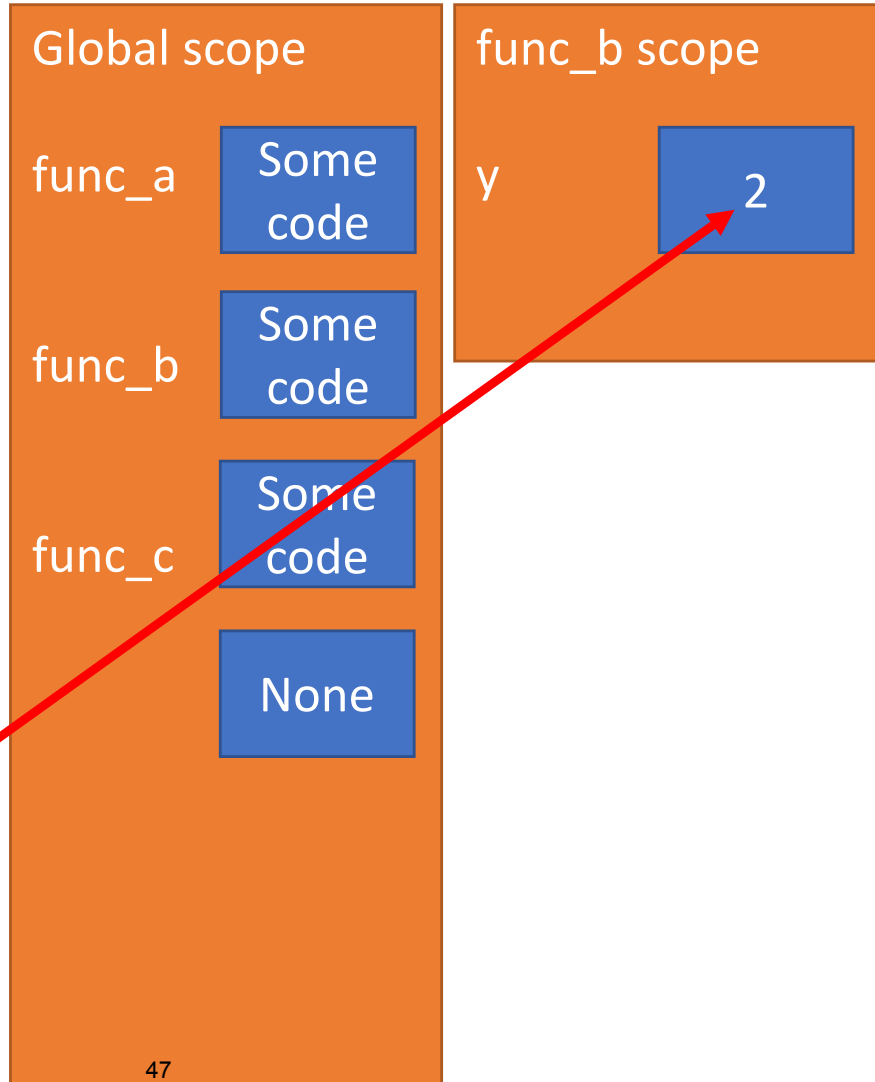 Global scope
func_a
Some
code
func_b
Some
code
func_c
Some
code
None
47
func_b scope
y
2